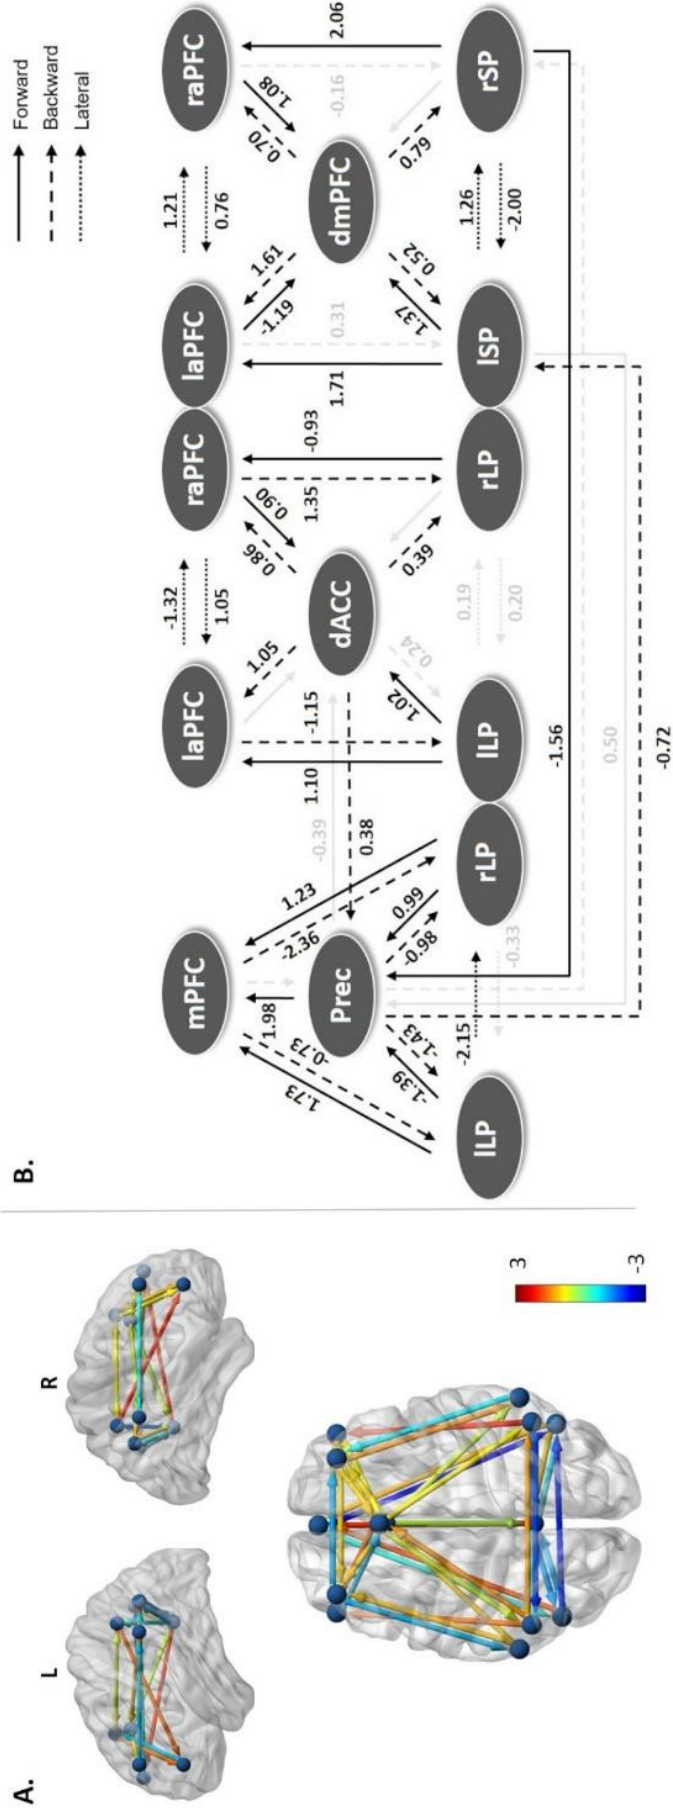 A.
L
R
3
-3
B.
Forward
Backward
Lateral
mPFC
laPFC
raPFC
laPFC
raPFC
-1.32
1.05
1.21
0.76
1.73
-0.73
1.98
-2.36
1.23
1.10
-1.15
1.05
0.86
0.90
1.35
-0.93
1.71
0.31
-1.19
1.61
0.70
1.08
-0.16
2.06
Prec
dACC
dmPFC
-0.39
0.38
-1.39
-1.43
-0.98
0.99
1.02
0.24
0.39
1.37
0.52
0.79
lLP
rLP
lLP
rLP
lSP
rSP
-2.15
-0.33
0.19
0.20
1.26
-2.00
-1.56
0.50
-0.72